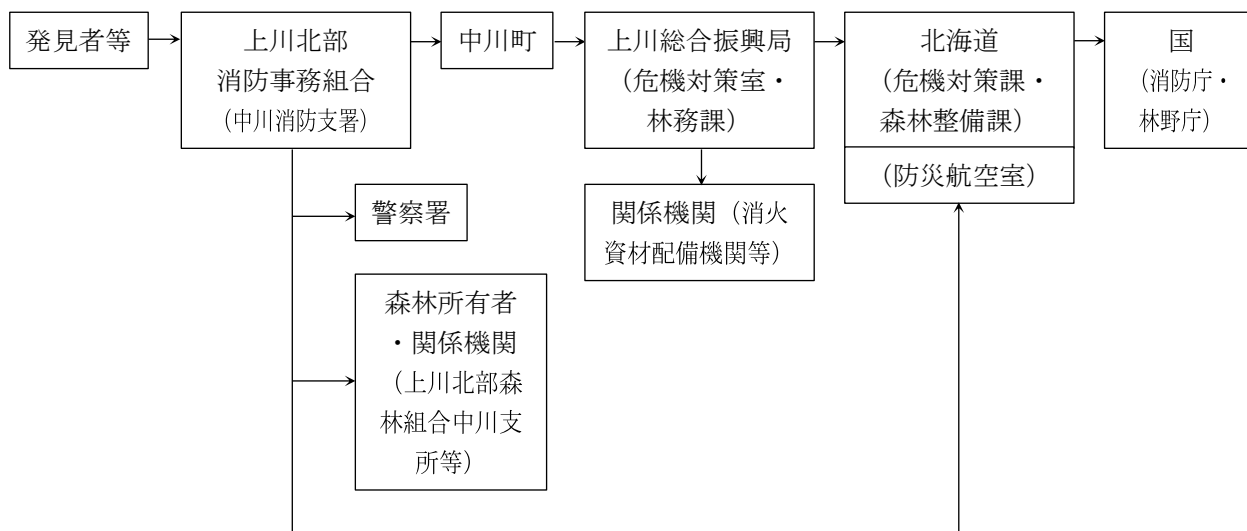 発見者等
上川北部
消防事務組合
（中川消防支署）
中川町
上川総合振興局
（危機対策室・
林務課）
北海道
（危機対策課・
森林整備課）
（防災航空室）
国
（消防庁・
林野庁）
警察署
関係機関（消火
資材配備機関等）
森林所有者
・関係機関
（上川北部森
林組合中川支
所等）